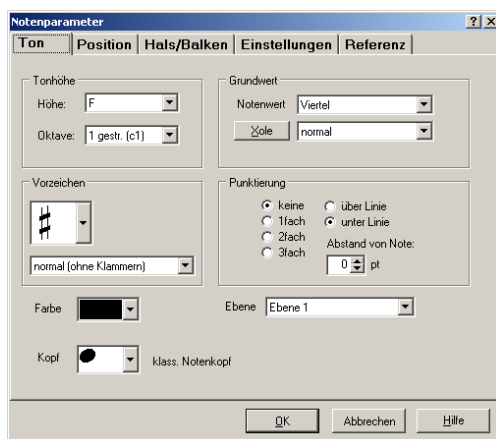 Notenparameter
Ton Position Hals/Balken Einstellungen Referenz
Tonhöhe
Höhe: F
Oktave: 1 gestr. (c1)
Grundwert
Notenwert Viertel
Xole normal
Vorzeichen
normal (ohne Klammern)
Punktierung
keine
1fach
2fach
3fach
über Linie
unter Linie
Abstand von Note:
0 pt
Farbe
Ebene Ebene 1
Kopf klass. Notenkopf
OK Abbrechen Hilfe